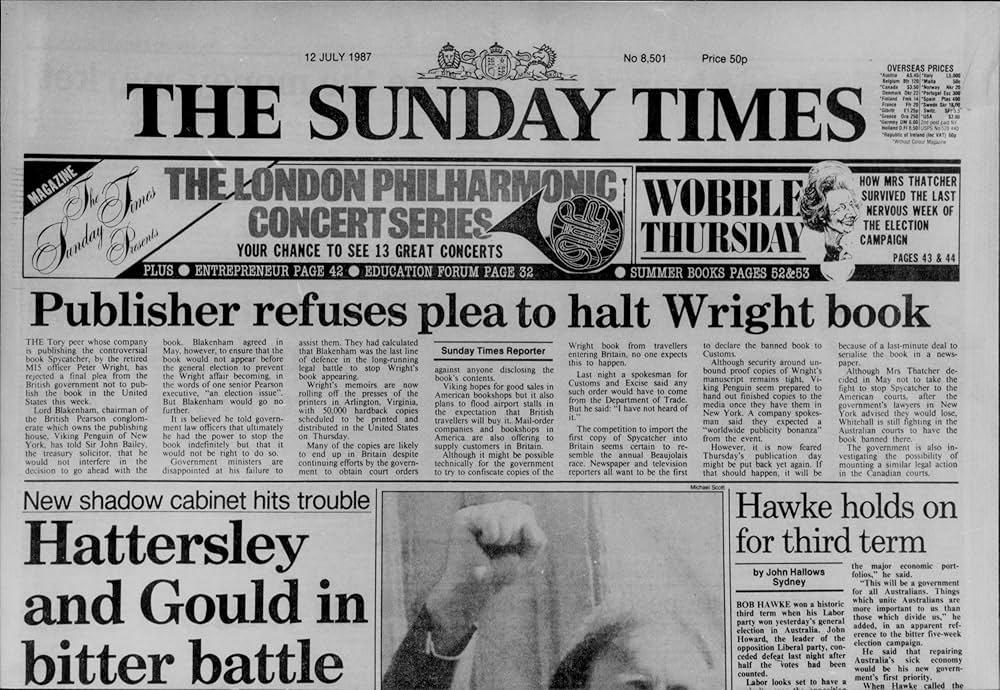 12 JULY 1987
No 8,501
Price 50p
OVERSEAS PRICES
THE SUNDAY TIMES
MAGAZINE
The Sunday Times
Presents
THE LONDON PHILHARMONIC
CONCERT SERIES
YOUR CHANCE TO SEE 13 GREAT CONCERTS
WOBBLE
THURSDAY
HOW MRS THATCHER
SURVIVED THE LAST
NERVOUS WEEK OF
THE ELECTION
CAMPAIGN
PAGES 43 & 44
PLUS ● ENTREPRENEUR PAGE 42 ● EDUCATION FORUM PAGE 32
● SUMMER BOOKS PAGES 52&53
Publisher refuses plea to halt Wright book
THE Tory peer whose company
is publishing the controversial
book Spycatcher, by the retired
MI5 officer Peter Wright, has
rejected a final plea from the
British government not to pub-
lish the book in the United
States this week.
Lord Blakenham, chairman of
the British Pearson conglom-
erate which owns the publishing
house, Viking Penguin of New
York, has told Sir John Bailey,
the treasury solicitor, that he
would not interfere in the
decision to go ahead with the
book. Blakenham agreed in
May, however, to ensure that the
book would not appear before
the general election to prevent
the Wright affair becoming, in
the words of one senior Pearson
executive, "an election issue".
But Blakenham would go no
further.
It is believed he told govern-
ment law officers that ultimately
he had the power to stop the
book indefinitely but that it
would not be right to do so.
Government ministers are
disappointed at his failure to
assist them. They had calculated
that Blakenham was the last line
of defence in the long-running
legal battle to stop Wright's
book appearing.
Wright's memoirs are now
rolling off the presses of the
printers in Arlington, Virginia,
with 50,000 hardback copies
scheduled to be printed and
distributed in the United States
on Thursday.
Many of the copies are likely
to end up in Britain despite
continuing efforts by the govern-
ment to obtain court orders
Sunday Times Reporter
against anyone disclosing the
book's contents.
Viking hopes for good sales in
American bookshops but it also
plans to flood airport stalls in
the expectation that British
travellers will buy it. Mail-order
companies and bookshops in
America are also offering to
supply customers in Britain.
Although it might be possible
technically for the government
to try to confiscate copies of the
Wright book from travellers
entering Britain, no one expects
this to happen.
Last night a spokesman for
Customs and Excise said any
such order would have to come
from the Department of Trade.
But he said: "I have not heard of
it."
The competition to import the
first copy of Spycatcher into
Britain seems certain to re-
semble the annual Beaujolais
race. Newspaper and television
reporters all want to be the first
to declare the banned book to
Customs.
Although security around un-
bound proof copies of Wright's
manuscript remains tight, Vi-
king Penguin seem prepared to
hand out finished copies to the
media once they have them in
New York. A company spokes-
man said they expected a
"worldwide publicity bonanza"
from the event.
However, it is now feared
Thursday's publication day
might be put back yet again. If
that should happen, it will be
because of a last-minute deal to
serialise the book in a news-
paper.
Although Mrs Thatcher de-
cided in May not to take the
fight to stop Spycatcher to the
American courts, after the
government's lawyers in New
York advised they would lose,
Whitehall is still fighting in the
Australian courts to have the
book banned there.
The government is also in-
vestigating the possibility of
mounting a similar legal action
in the Canadian courts.
New shadow cabinet hits trouble
Hattersley
and Gould in
bitter battle
Michael Scott
Hawke holds on
for third term
by John Hallows
Sydney
BOB HAWKE won a historic
third term when his Labor
party won yesterday's general
election in Australia. John
Howard, the leader of the
opposition Liberal party, con-
ceded defeat last night after
half the votes had been
counted.
Labor looks set to have a
the major economic port-
folios," he said.
"This will be a government
for all Australians. Things
which unite Australians are
more important to us than
those which divide us," he
added, in an apparent ref-
erence to the bitter five-week
election campaign.
He said that repairing
Australia's sick economy
would be his new govern-
ment's first priority.
When Hawke called the